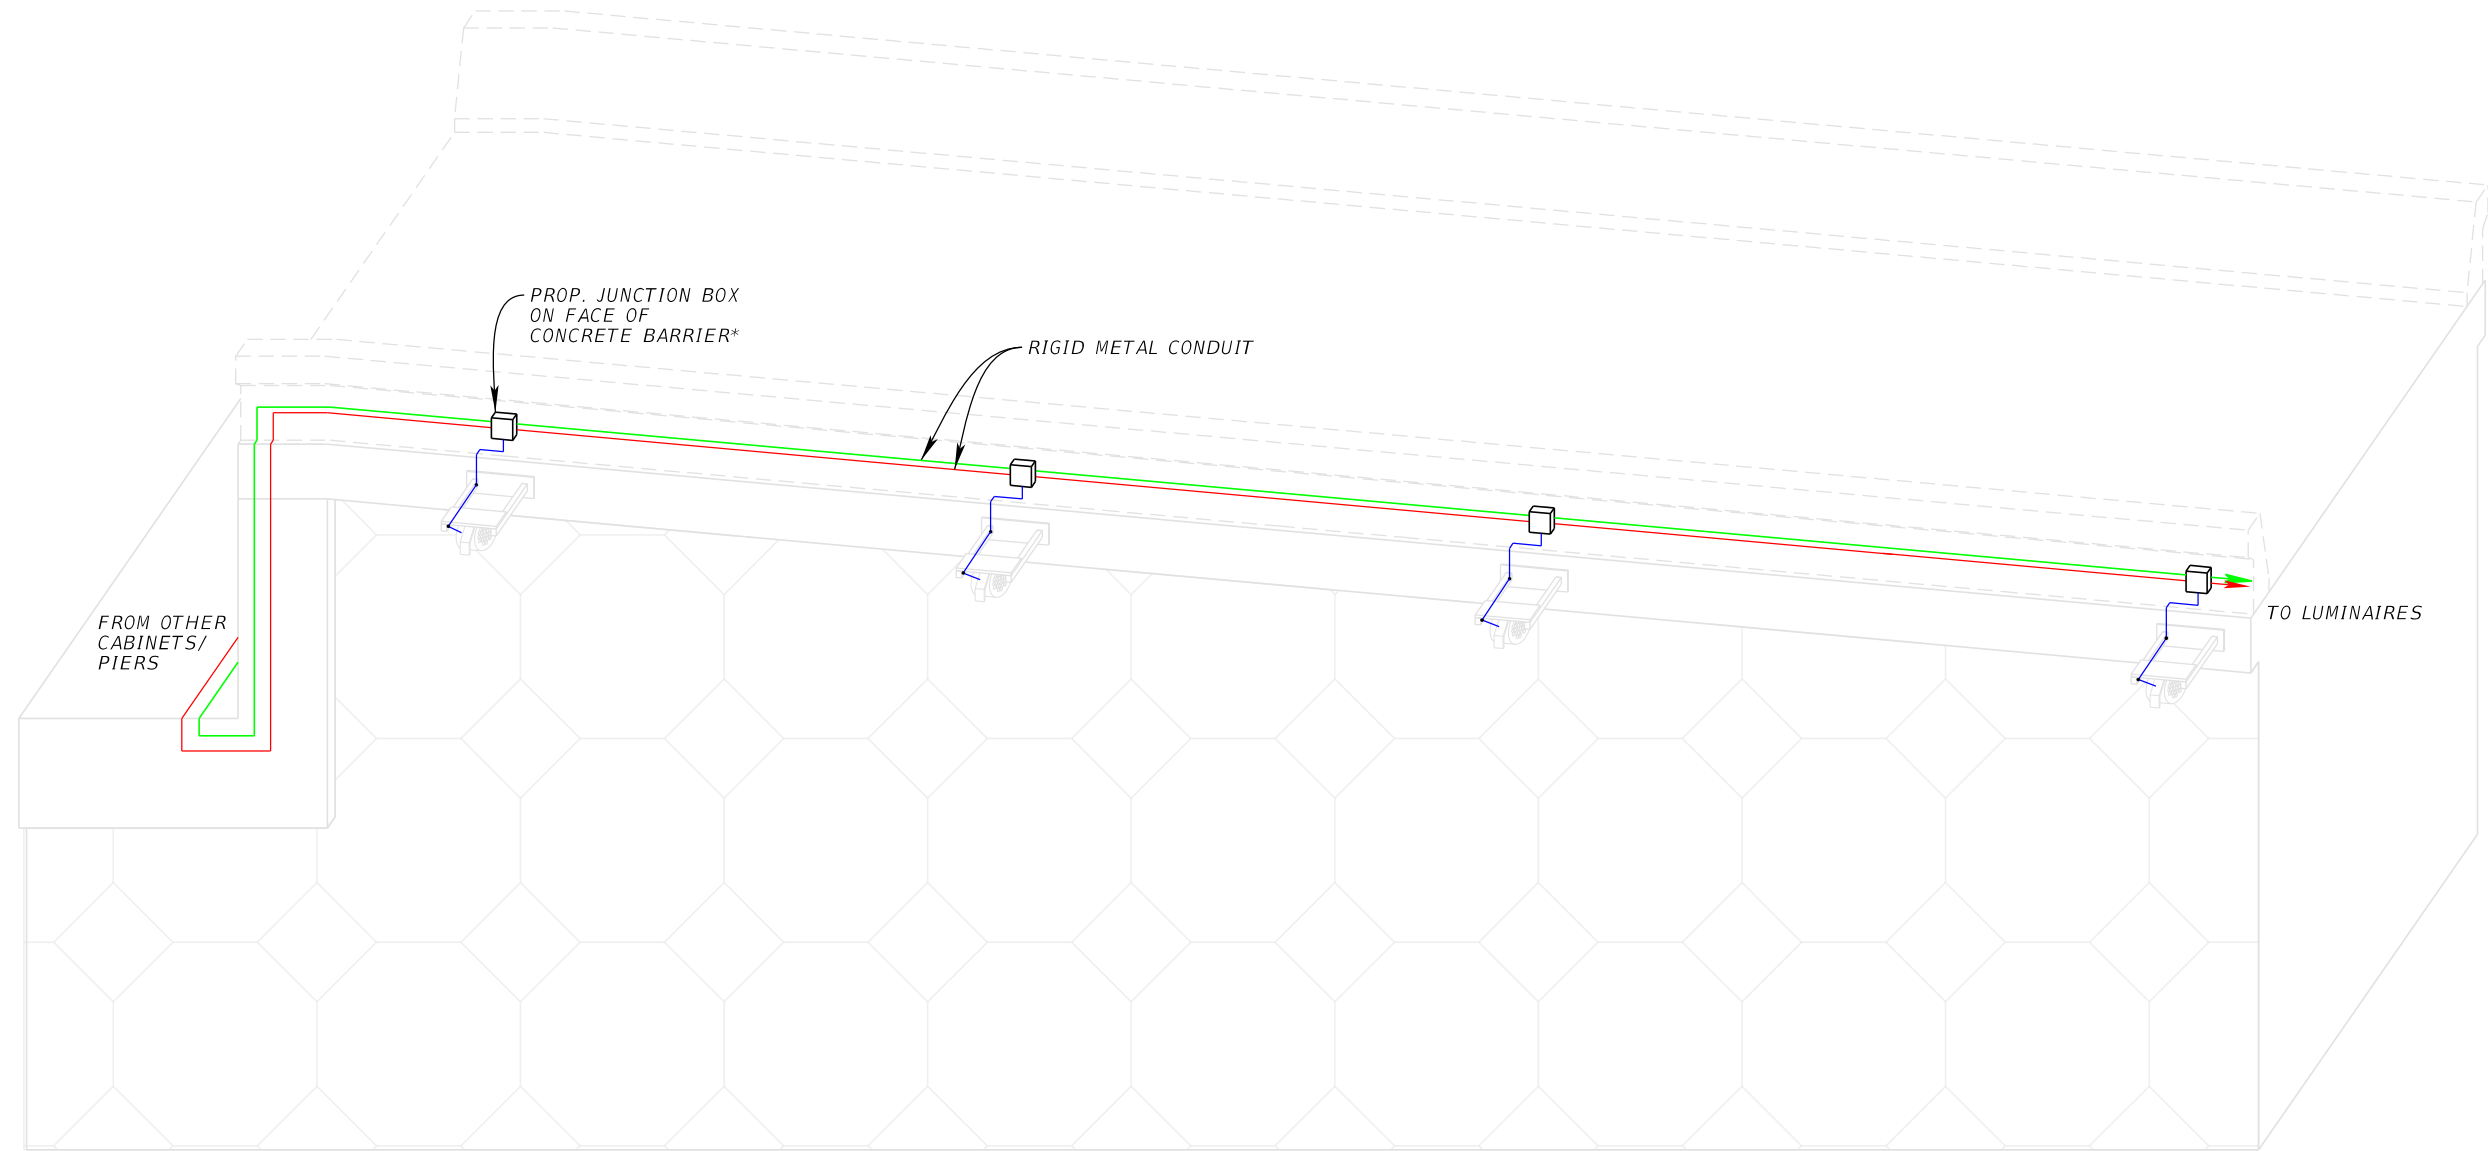 PROP. JUNCTION BOX
ON FACE OF
CONCRETE BARRIER*
RIGID METAL CONDUIT
FROM OTHER
CABINETS/
PIERS
TO LUMINAIRES